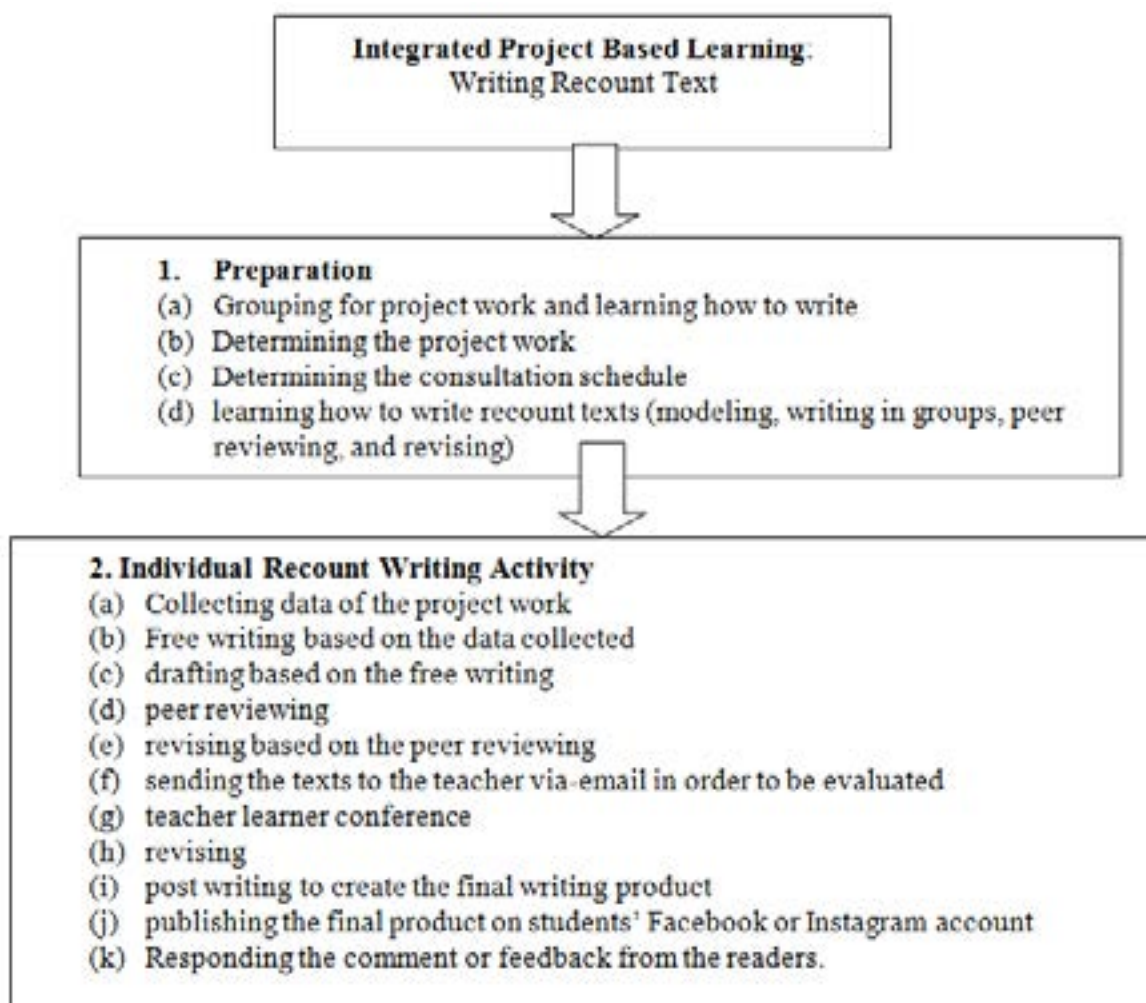 Integrated Project Based Learning:
Writing Recount Text
1. Preparation
(a) Grouping for project work and learning how to write
(b) Determining the project work
(c) Determining the consultation schedule
(d) learning how to write recount texts (modeling, writing in groups, peer
reviewing, and revising)
2. Individual Recount Writing Activity
(a) Collecting data of the project work
(b) Free writing based on the data collected
(c) drafting based on the free writing
(d) peer reviewing
(e) revising based on the peer reviewing
(f) sending the texts to the teacher via-email in order to be evaluated
(g) teacher learner conference
(h) revising
(i) post writing to create the final writing product
(j) publishing the final product on students' Facebook or Instagram account
(k) Responding the comment or feedback from the readers.